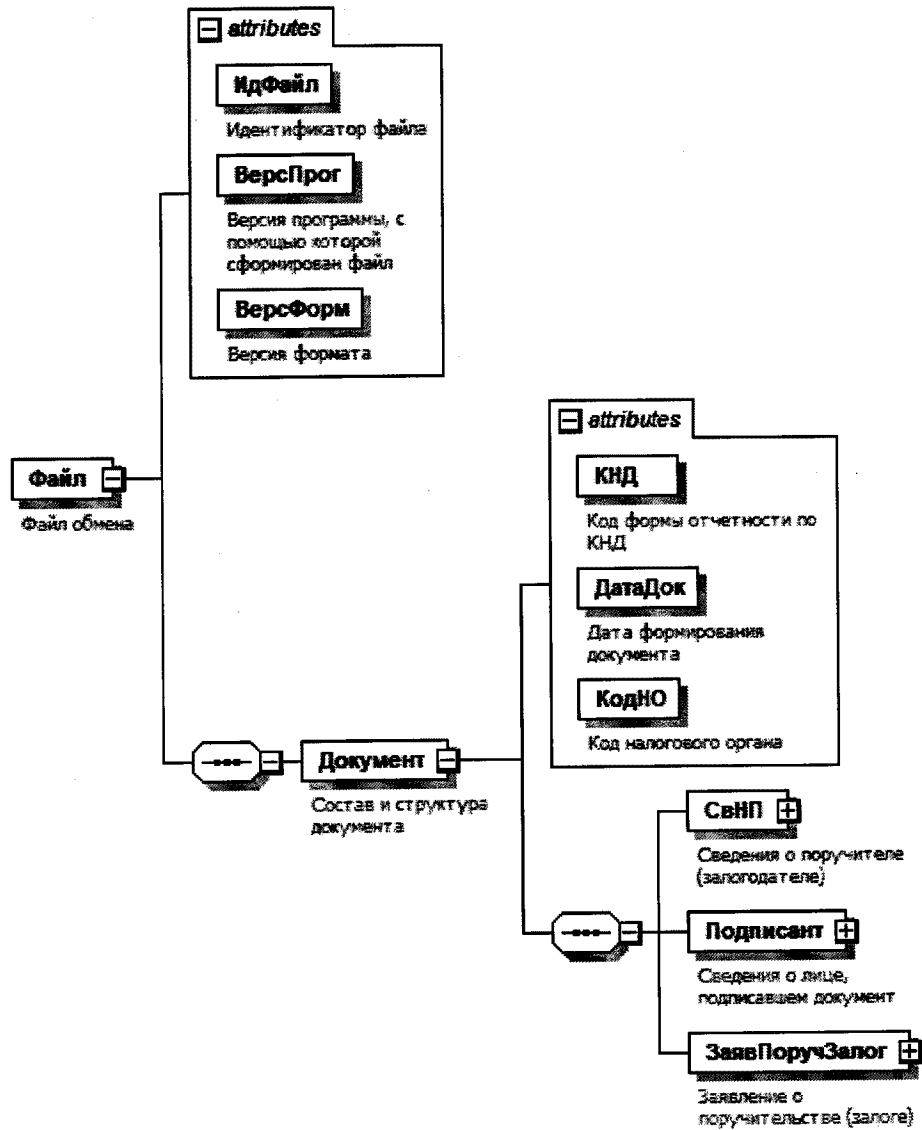 attributes
ИдФайл
Идентификатор файла
ВерсПрог
Версия программы, с
помощью которой
сформирован файл
ВерсФорм
Версия формата
Файл
Файл обмена
attributes
КНД
Код формы отчетности по
КНД
ДатаДок
Дата формирования
документа
КодНО
Код налогового органа
Документ
Состав и структура
документа
СвНП
Сведения о поручителе
(залогодателе)
Подписант
Сведения о лице,
подписавшем документ
ЗаявПоручЗалог
Заявление о
поручительстве (залоге)